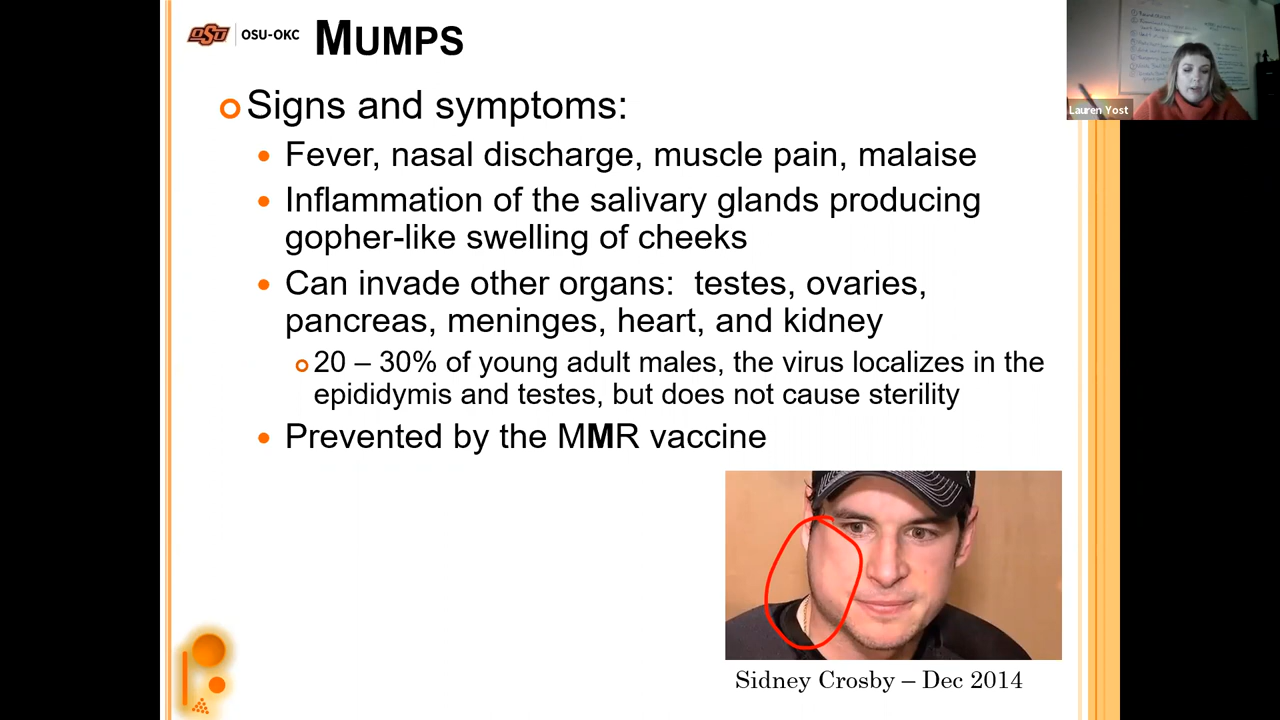 OSU OSU-OKC MUMPS
Signs and symptoms:
Fever, nasal discharge, muscle pain, malaise
Inflammation of the salivary glands producing
gopher-like swelling of cheeks
Can invade other organs: testes, ovaries,
pancreas, meninges, heart, and kidney
20 – 30% of young adult males, the virus localizes in the
epididymis and testes, but does not cause sterility
Prevented by the MMR vaccine
Sidney Crosby – Dec 2014
Lauren Yost